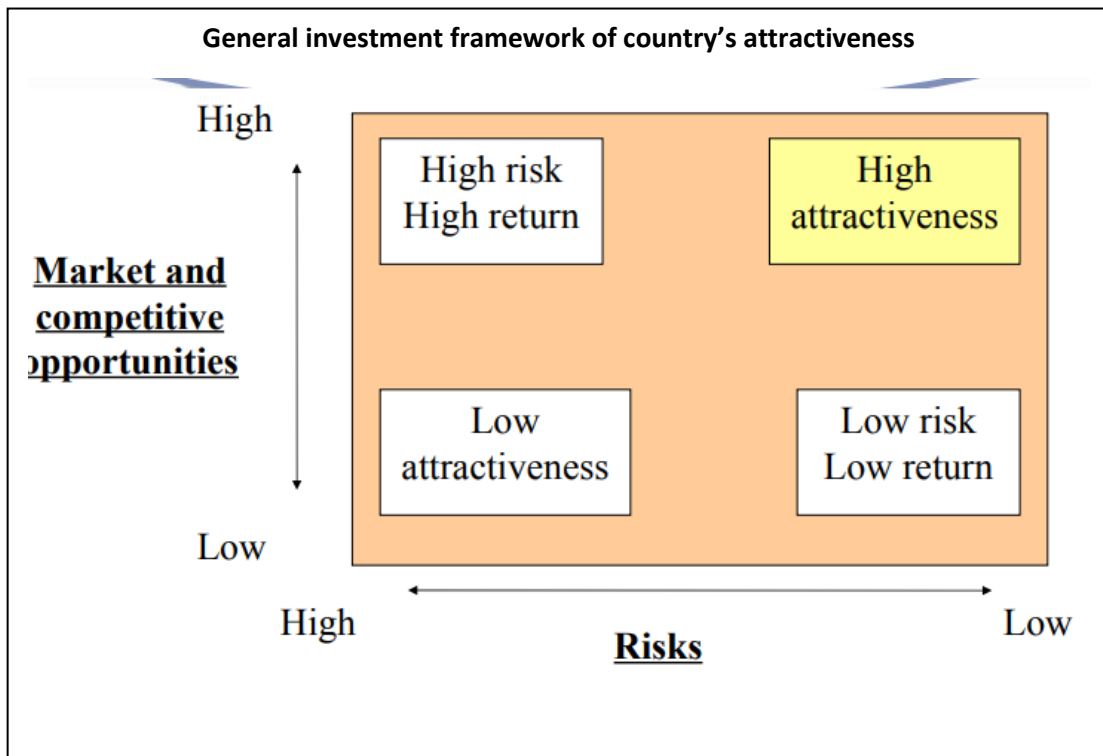 General investment framework of country’s attractiveness
High
High risk
High return
High
attractiveness
Market and
competitive
opportunities
Low
attractiveness
Low risk
Low return
Low
High
Risks
Low